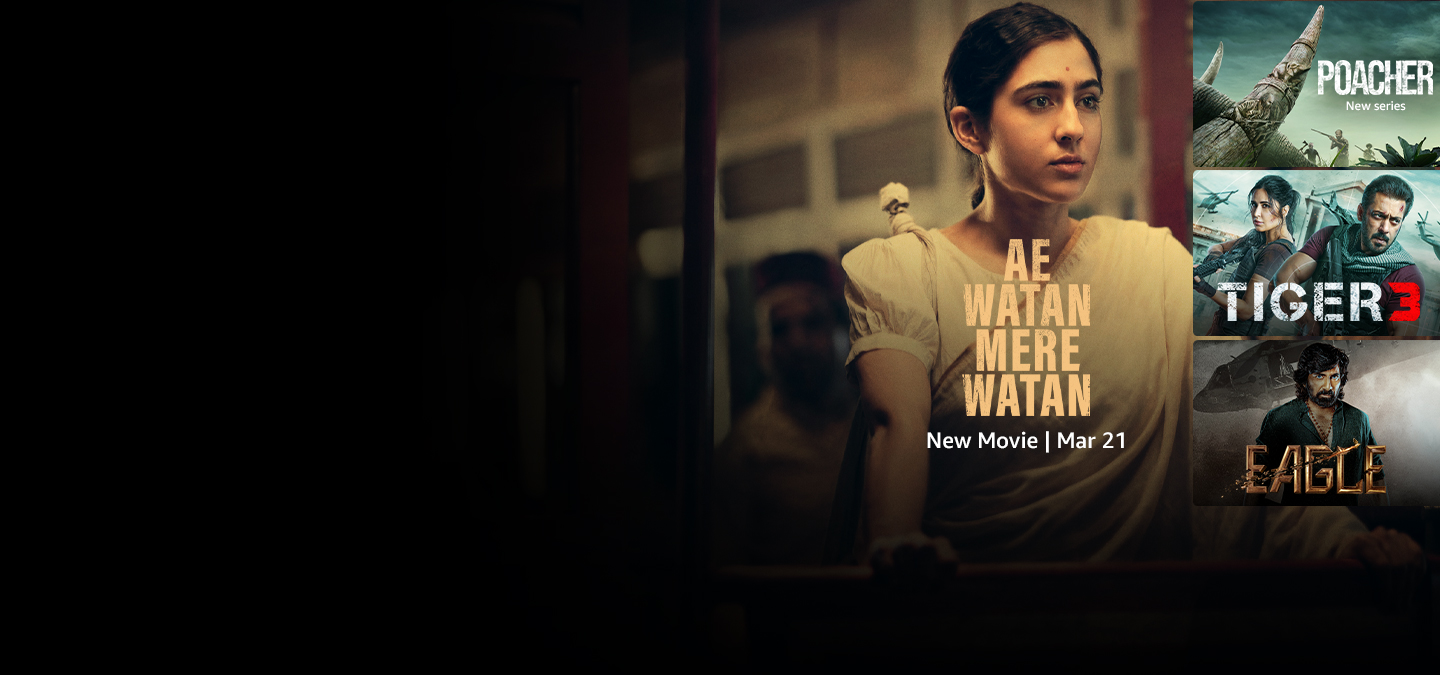 AE
WATAN
MERE
WATAN
New Movie | Mar 21
POACHER
New series
TIGER 3
EAGLE